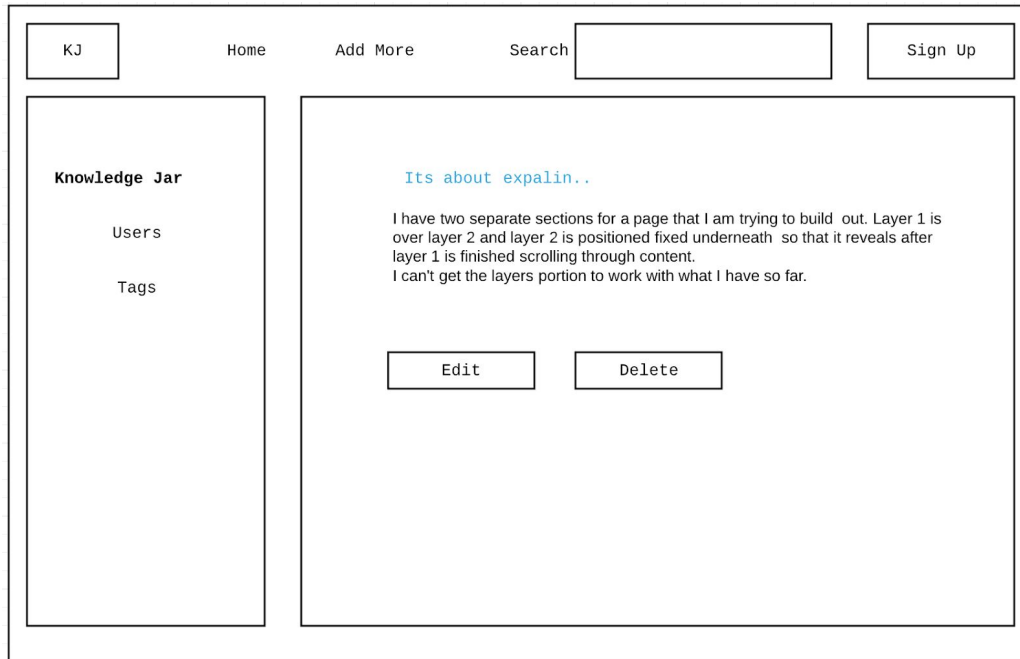 KJ
Home
Add More
Search
Sign Up
Knowledge Jar
Users
Tags
Its about expalin..
I have two separate sections for a page that I am trying to build  out. Layer 1 is
over layer 2 and layer 2 is positioned fixed underneath  so that it reveals after
layer 1 is finished scrolling through content.
I can't get the layers portion to work with what I have so far.
Edit
Delete